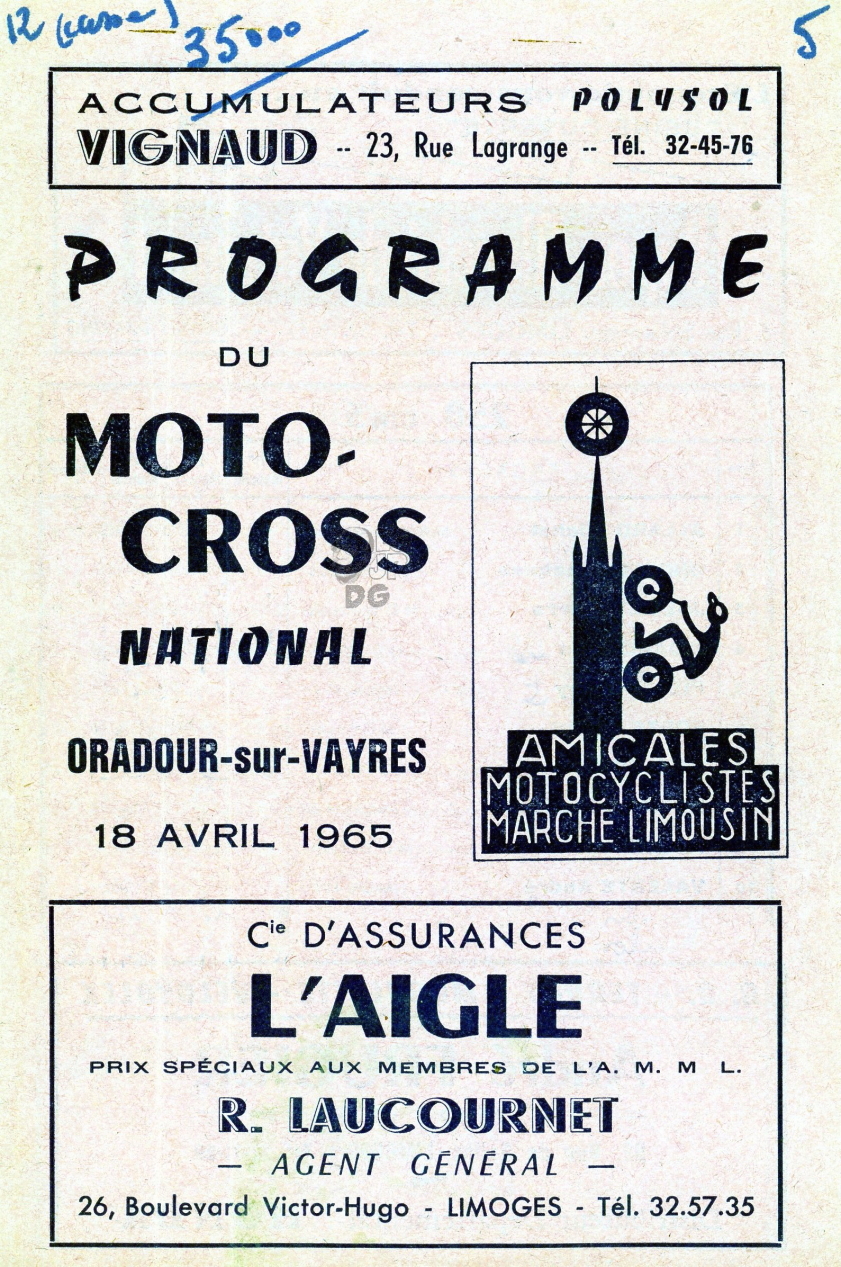 12 (casse)
35000
5
ACCUMULATEURS POLYSOL
VIGNAUD -- 23, Rue Lagrange -- Tél. 32-45-76
PROGRAMME
DU
MOTO-
CROSS
NATIONAL
ORADOUR-sur-VAYRES
18 AVRIL 1965
DG
AMICALES
MOTOCYCLISTES
MARCHE LIMOUSIN
Cie D'ASSURANCES
L'AIGLE
PRIX SPÉCIAUX AUX MEMBRES DE L'A. M. M L.
R. LAUCOURNET
— AGENT GÉNÉRAL —
26, Boulevard Victor-Hugo - LIMOGES - Tél. 32.57.35